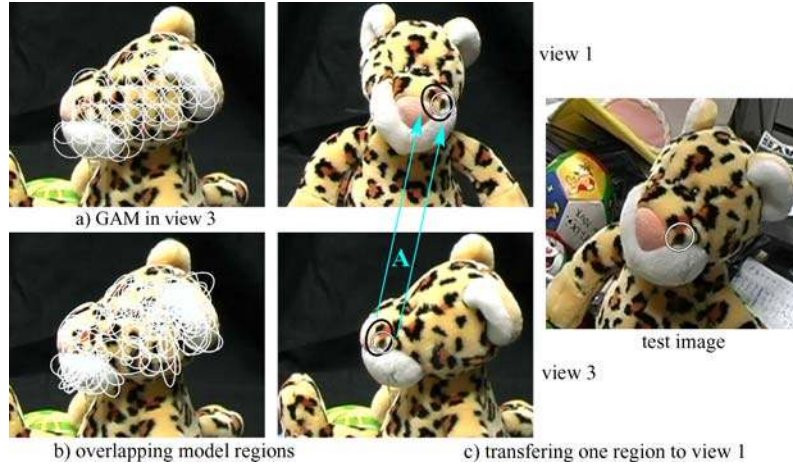 view 1
a) GAM in view 3
A
test image
view 3
b) overlapping model regions
c) transfering one region to view 1